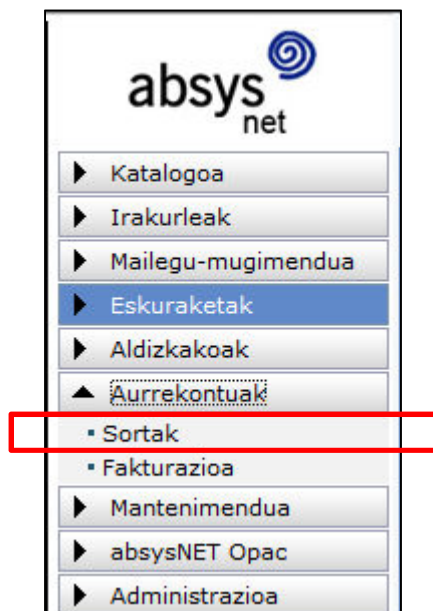 absys
net
Katalogoa
Irakurleak
Mailegu-mugimendua
Eskuraketak
Aldizkakoak
Aurrekontuak
Sortak
Fakturazioa
Mantenimendua
absysNET Opac
Administrazioa